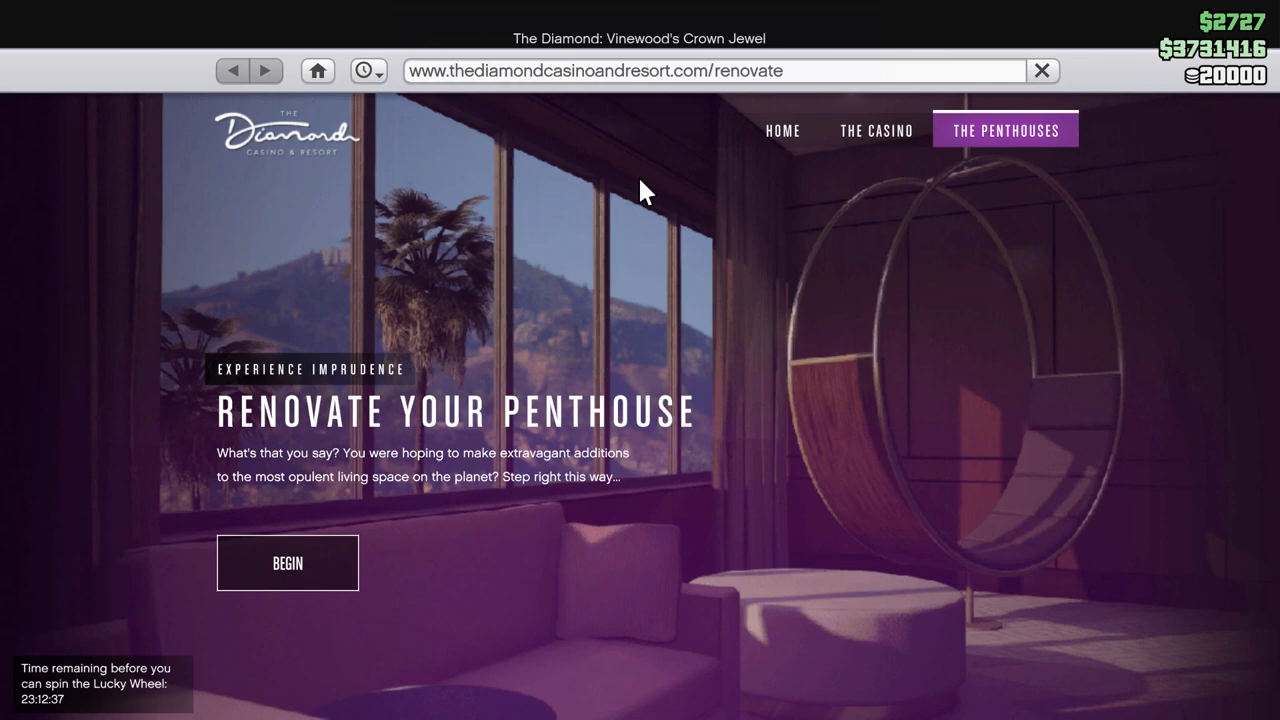 $2727
The Diamond: Vinewood's Crown Jewel
$3731416
www.thediamondcasinoandresort.com/renovate
20000
THE
Diamond
CASINO & RESORT
HOME
THE CASINO
THE PENTHOUSES
EXPERIENCE IMPRUDENCE
RENOVATE YOUR PENTHOUSE
What's that you say? You were hoping to make extravagant additions
to the most opulent living space on the planet? Step right this way...
BEGIN
Time remaining before you
can spin the Lucky Wheel:
23:12:37